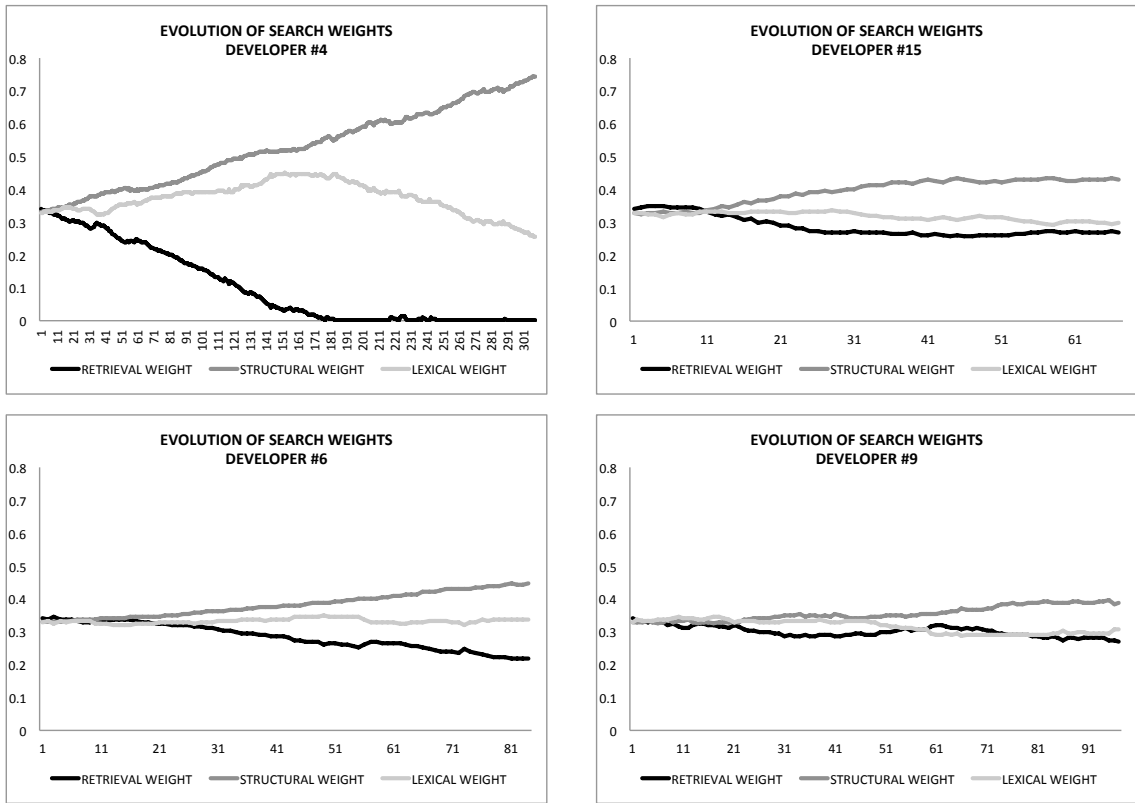 EVOLUTION OF SEARCH WEIGHTS
DEVELOPER #4
0.8
0.7
0.6
0.5
0.4
0.3
0.2
0.1
0
1 11 21 31 41 51 61 71 81 91 101 111 121 131 141 151 161 171 181 191 201 211 221 231 241 251 261 271 281 291 301
RETRIEVAL WEIGHT STRUCTURAL WEIGHT LEXICAL WEIGHT
EVOLUTION OF SEARCH WEIGHTS
DEVELOPER #15
0.8
0.7
0.6
0.5
0.4
0.3
0.2
0.1
0
1 11 21 31 41 51 61
RETRIEVAL WEIGHT STRUCTURAL WEIGHT LEXICAL WEIGHT
EVOLUTION OF SEARCH WEIGHTS
DEVELOPER #6
0.8
0.7
0.6
0.5
0.4
0.3
0.2
0.1
0
1 11 21 31 41 51 61 71 81
RETRIEVAL WEIGHT STRUCTURAL WEIGHT LEXICAL WEIGHT
EVOLUTION OF SEARCH WEIGHTS
DEVELOPER #9
0.8
0.7
0.6
0.5
0.4
0.3
0.2
0.1
0
1 11 21 31 41 51 61 71 81 91
RETRIEVAL WEIGHT STRUCTURAL WEIGHT LEXICAL WEIGHT